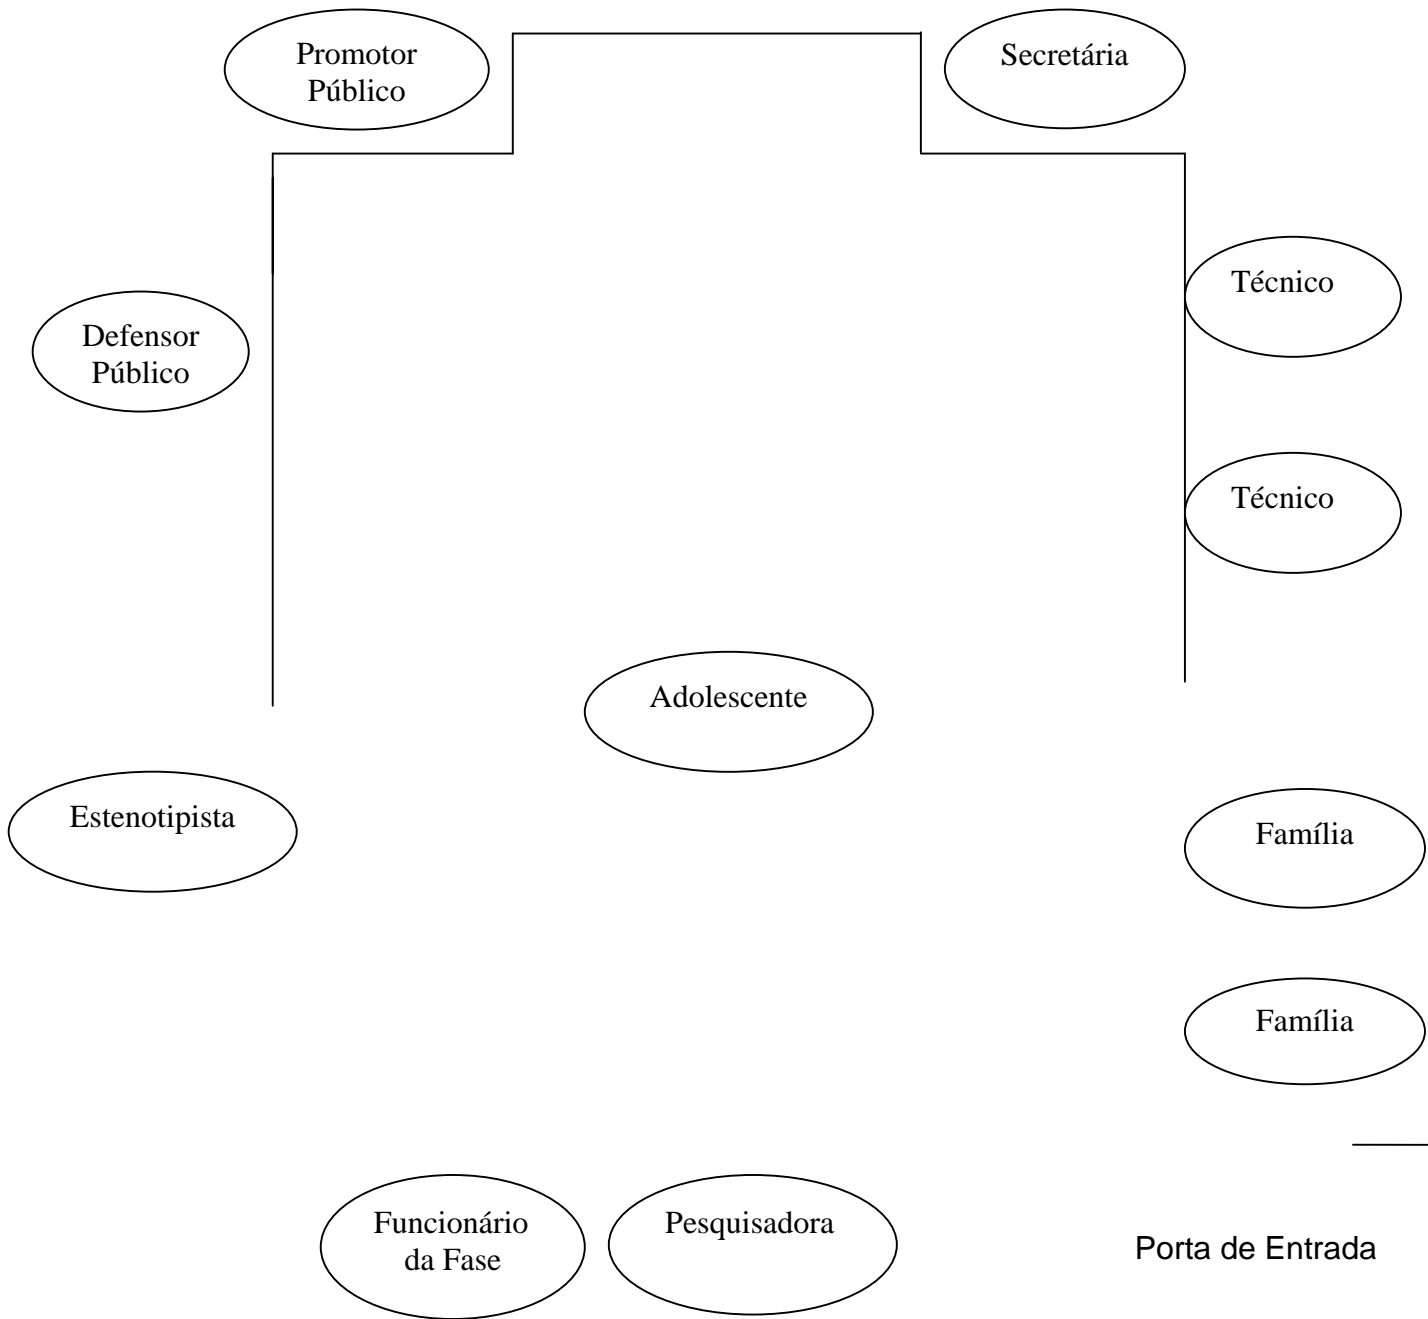 Promotor
Público
Secretária
Técnico
Defensor
Público
Técnico
Adolescente
Estenotipista
Família
Família
Funcionário
da Fase
Pesquisadora
Porta de Entrada